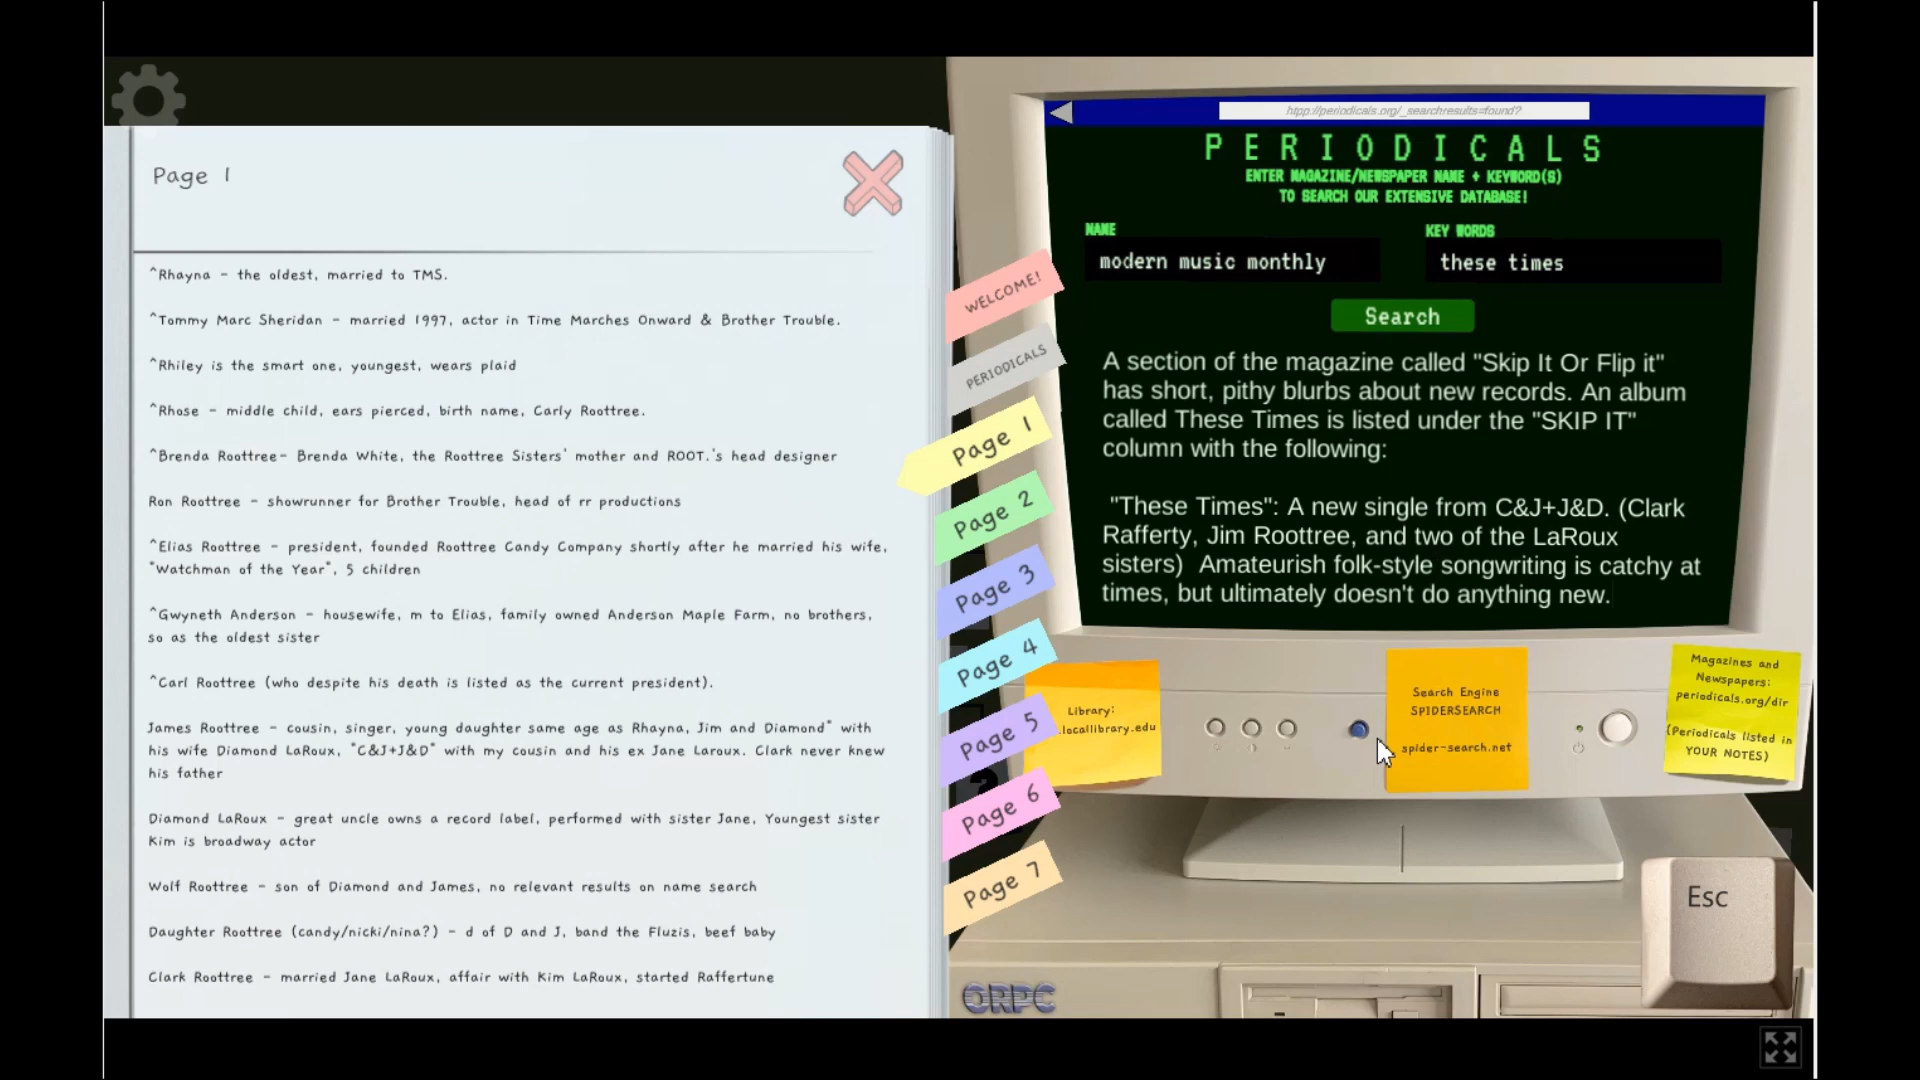 Page 1
^Rhayna - the oldest, married to TMS.
^Tommy Marc Sheridan - married 1997, actor in Time Marches Onward & Brother Trouble.
^Rhiley is the smart one, youngest, wears plaid
^Rhose - middle child, ears pierced, birth name, Carly Roottree.
^Brenda Roottree- Brenda White, the Roottree Sisters' mother and ROOT.'s head designer
Ron Roottree - showrunner for Brother Trouble, head of rr productions
^Elias Roottree - president, founded Roottree Candy Company shortly after he married his wife,
"Watchman of the Year", 5 children
^Gwyneth Anderson - housewife, m to Elias, family owned Anderson Maple Farm, no brothers,
so as the oldest sister
^Carl Roottree (who despite his death is listed as the current president).
James Roottree - cousin, singer, young daughter same age as Rhayna, Jim and Diamond" with
his wife Diamond LaRoux, "C&J+J&D" with my cousin and his ex Jane Laroux. Clark never knew
his father
Diamond LaRoux - great uncle owns a record label, performed with sister Jane, Youngest sister
Kim is broadway actor
Wolf Roottree - son of Diamond and James, no relevant results on name search
Daughter Roottree (candy/nicki/nina?) - d of D and J, band the Fluzis, beef baby
Clark Roottree - married Jane LaRoux, affair with Kim LaRoux, started Raffertune
WELCOME!
PERIODICALS
Page 1
Page 2
Page 3
Page 4
Page 5
Page 6
Page 7
htpp://periodicals.org/_searchresults=found?
PERIODICALS
ENTER MAGAZINE/NEWSPAPER NAME + KEYWORD(S)
TO SEARCH OUR EXTENSIVE DATABASE!
NAME
KEY WORDS
modern music monthly
these times
Search
A section of the magazine called "Skip It Or Flip it"
has short, pithy blurbs about new records. An album
called These Times is listed under the "SKIP IT"
column with the following:
"These Times": A new single from C&J+J&D. (Clark
Rafferty, Jim Roottree, and two of the LaRoux
sisters)  Amateurish folk-style songwriting is catchy at
times, but ultimately doesn't do anything new.
Library:
.locallibrary.edu
Search Engine
SPIDERSEARCH
spider-search.net
Magazines and
Newspapers:
periodicals.org/dir
(Periodicals listed in
YOUR NOTES)
Esc
ORPC